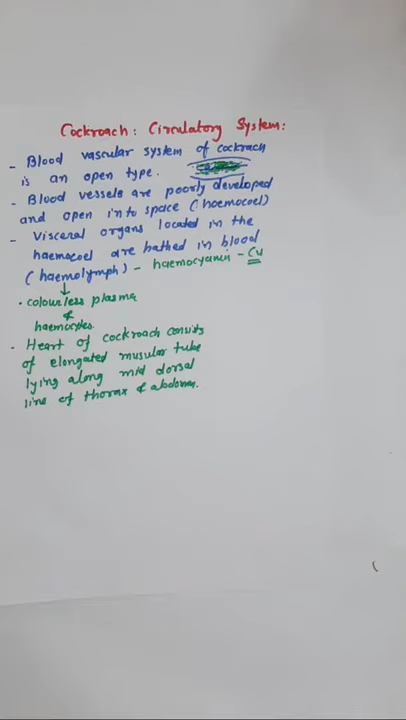 Cockroach: Circulatory System:
- Blood vascular system of cockroach
is an open type.
- Blood vessels are poorly developed
and open into space (haemocoel)
- Visceral organs located in the
haemocoel are bathed in blood
(haemolymph) - haemocyanin - Cu
↓
• colourless plasma
&
haemocytes.
• Heart of cockroach consists
of elongated musular tube
lying along mid dorsal
line of thorax & abdomen.